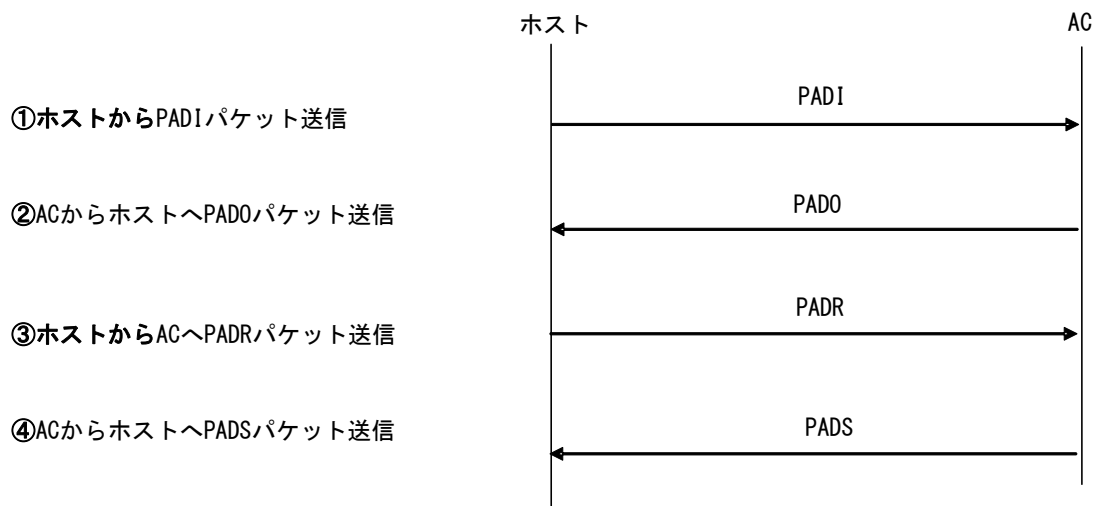 ホスト AC
PADI
①ホストからPADIパケット送信
PADO
②ACからホストへPADOパケット送信
PADR
③ホストからACへPADRパケット送信
PADS
④ACからホストへPADSパケット送信